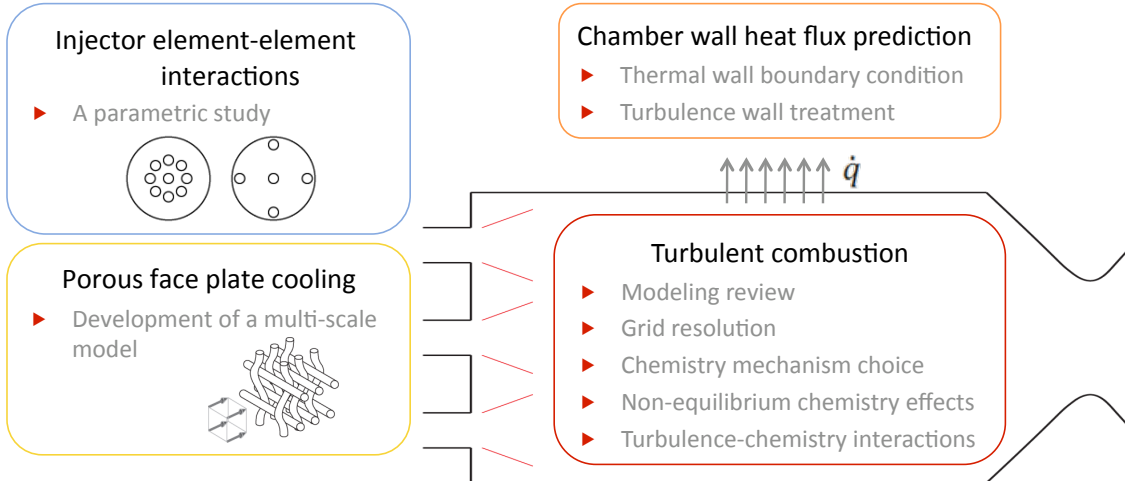 Injector element-element
interactions
A parametric study
Porous face plate cooling
Development of a multi-scale
model
Chamber wall heat flux prediction
Thermal wall boundary condition
Turbulence wall treatment
q̇
Turbulent combustion
Modeling review
Grid resolution
Chemistry mechanism choice
Non-equilibrium chemistry effects
Turbulence-chemistry interactions